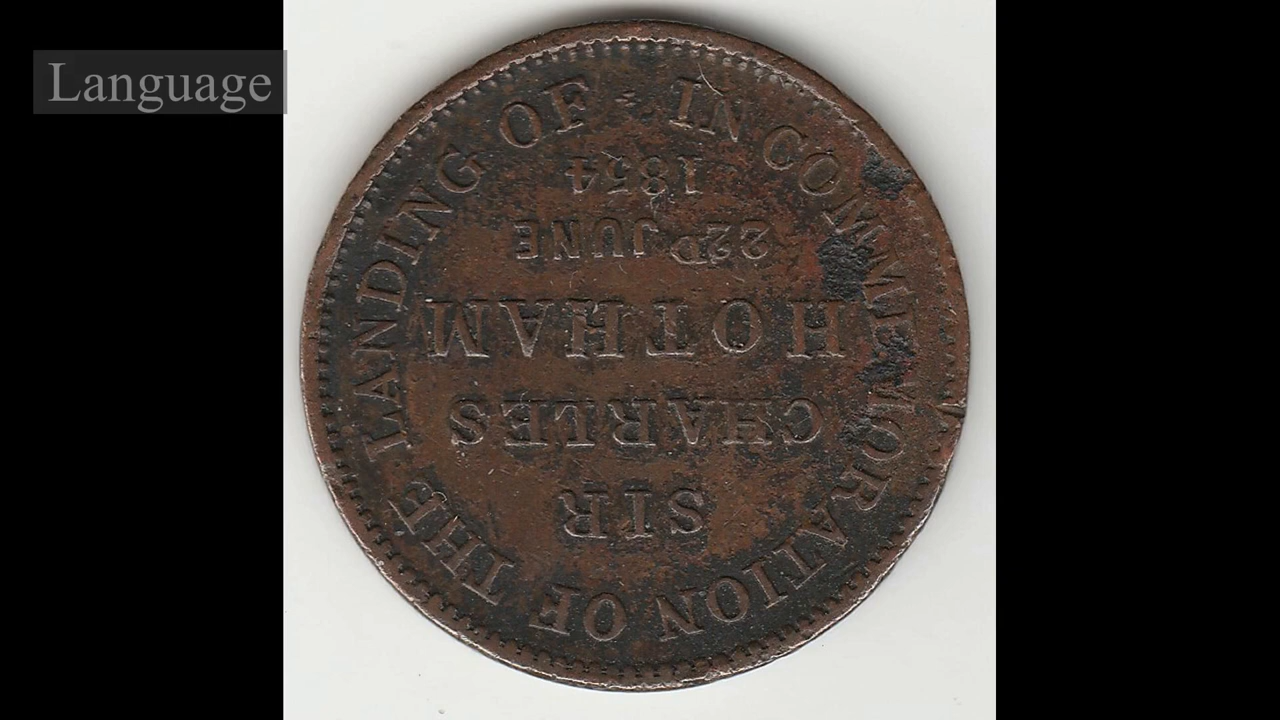 Language
IN COMMEMORATION OF THE LANDING OF
SIR
CHARLES
HOTHAM
22D JUNE
1854